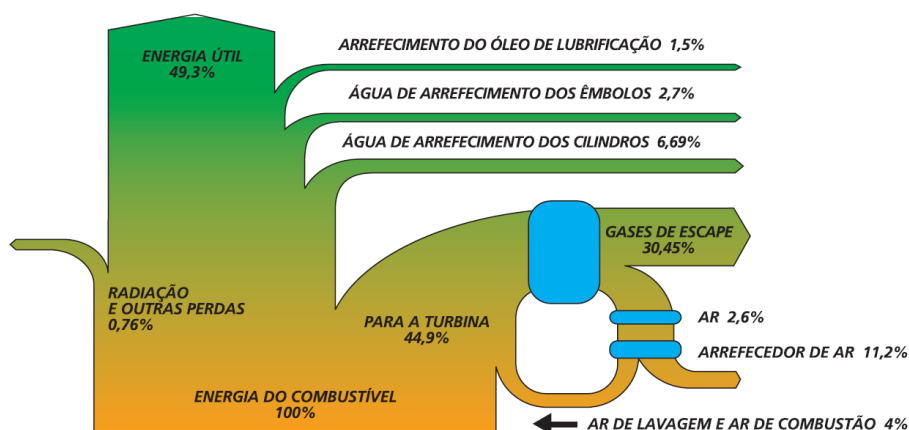 ARREFECIMENTO DO ÓLEO DE LUBRIFICAÇÃO 1,5%
ENERGIA ÚTIL
49,3%
ÁGUA DE ARREFECIMENTO DOS ÊMBOLOS 2,7%
ÁGUA DE ARREFECIMENTO DOS CILINDROS 6,69%
GASES DE ESCAPE
30,45%
RADIAÇÃO
E OUTRAS PERDAS
0,76%
PARA A TURBINA
44,9%
AR 2,6%
ARREFECEDOR DE AR 11,2%
ENERGIA DO COMBUSTÍVEL
100%
AR DE LAVAGEM E AR DE COMBUSTÃO 4%